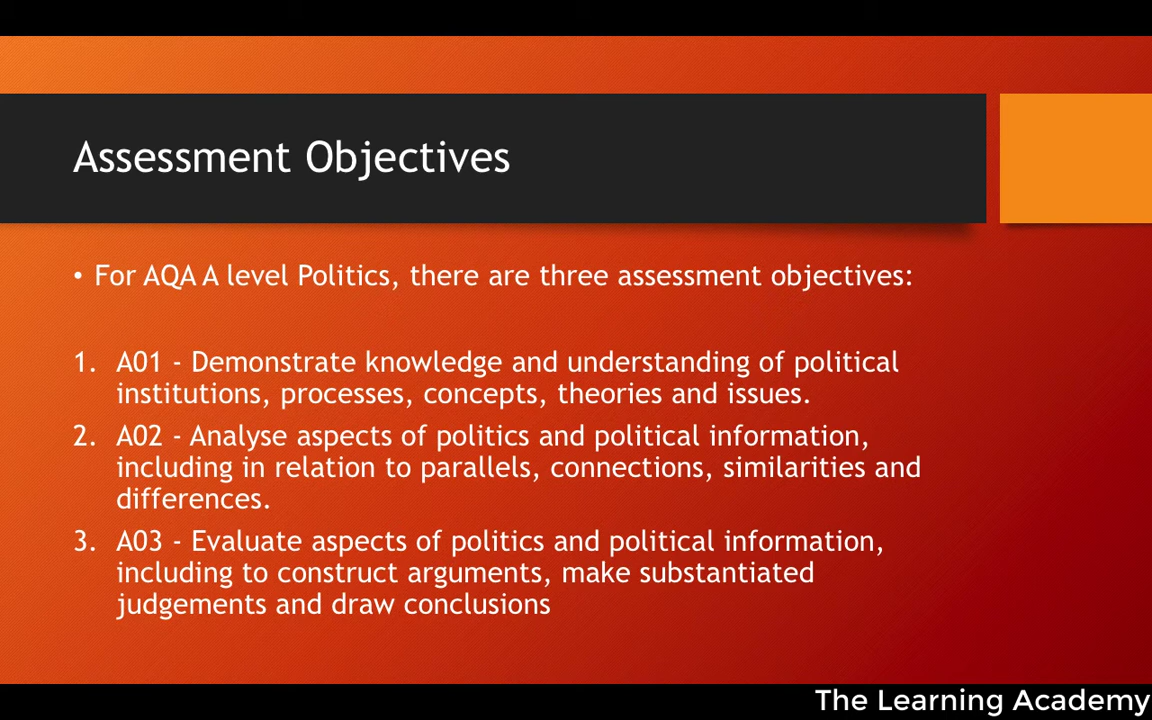 Assessment Objectives
• For AQA A level Politics, there are three assessment objectives:
1. A01 - Demonstrate knowledge and understanding of political
institutions, processes, concepts, theories and issues.
2. A02 - Analyse aspects of politics and political information,
including in relation to parallels, connections, similarities and
differences.
3. A03 - Evaluate aspects of politics and political information,
including to construct arguments, make substantiated
judgements and draw conclusions
The Learning Academy